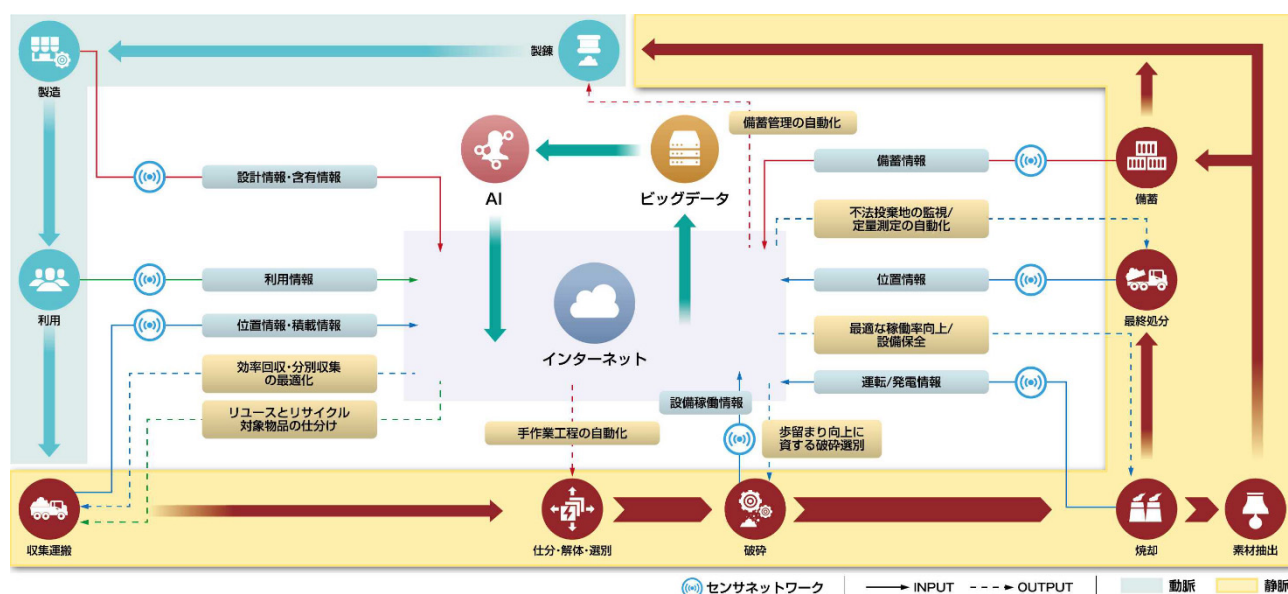 製錬
製造
備蓄管理の自動化
備蓄情報
設計情報・含有情報
AI
ビッグデータ
備蓄
不法投棄地の監視/
定量測定の自動化
利用情報
位置情報
利用
位置情報・積載情報
インターネット
最終処分
最適な稼働率向上/
設備保全
効率回収・分別収集
の最適化
運転/発電情報
リユースとリサイクル
対象物品の仕分け
設備稼働情報
手作業工程の自動化
歩留まり向上に
資する破砕選別
収集運搬
仕分・解体・選別
破砕
焼却
素材抽出
センサネットワーク
INPUT
OUTPUT
動脈
静脈